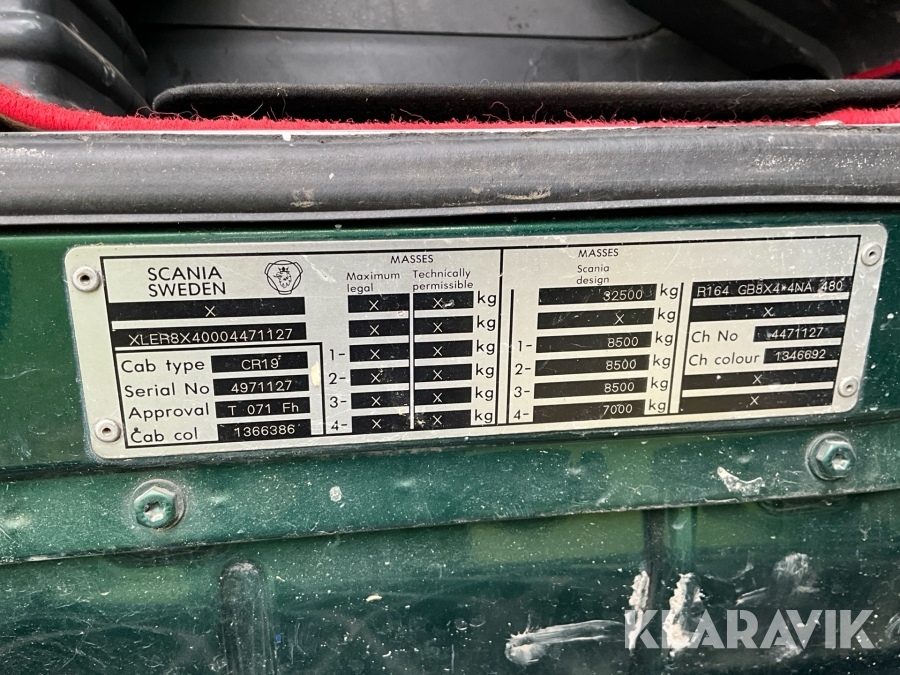 SCANIA
SWEDEN
X
XLER8X40004471127
Cab type CR19
Serial No 4971127
Approval T 071 Fh
Cab col 1366386
MASSES
Maximum legal Technically permissible
X X kg
X X kg
1- X X kg
2- X X kg
3- X X kg
4- X X kg
MASSES
Scania design
32500 kg
X kg
1- 8500 kg
2- 8500 kg
3- 8500 kg
4- 7000 kg
R164 GB8X4*4NA 480
X
Ch No 4471127
Ch colour 1346692
X
X
KLARAVIK